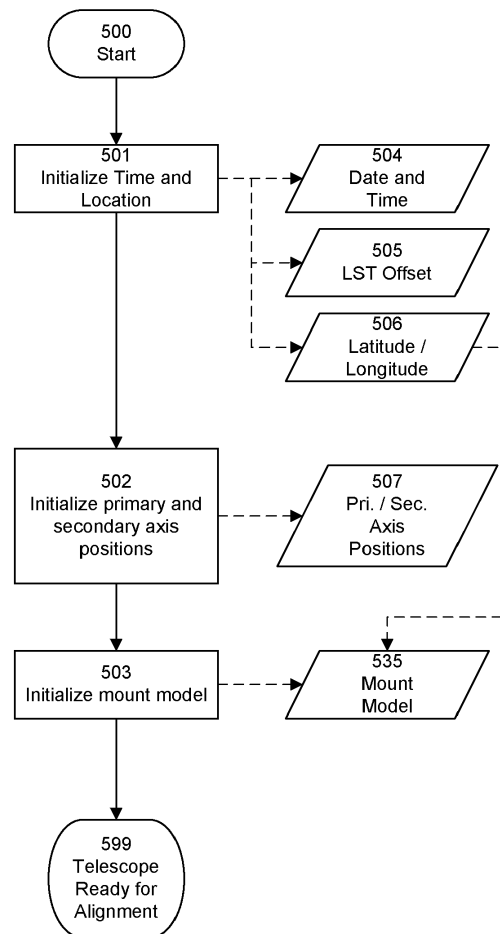 500
Start
501
Initialize Time and
Location
504
Date and
Time
505
LST Offset
506
Latitude /
Longitude
502
Initialize primary and
secondary axis
positions
507
Pri. / Sec.
Axis
Positions
503
Initialize mount model
535
Mount
Model
599
Telescope
Ready for
Alignment